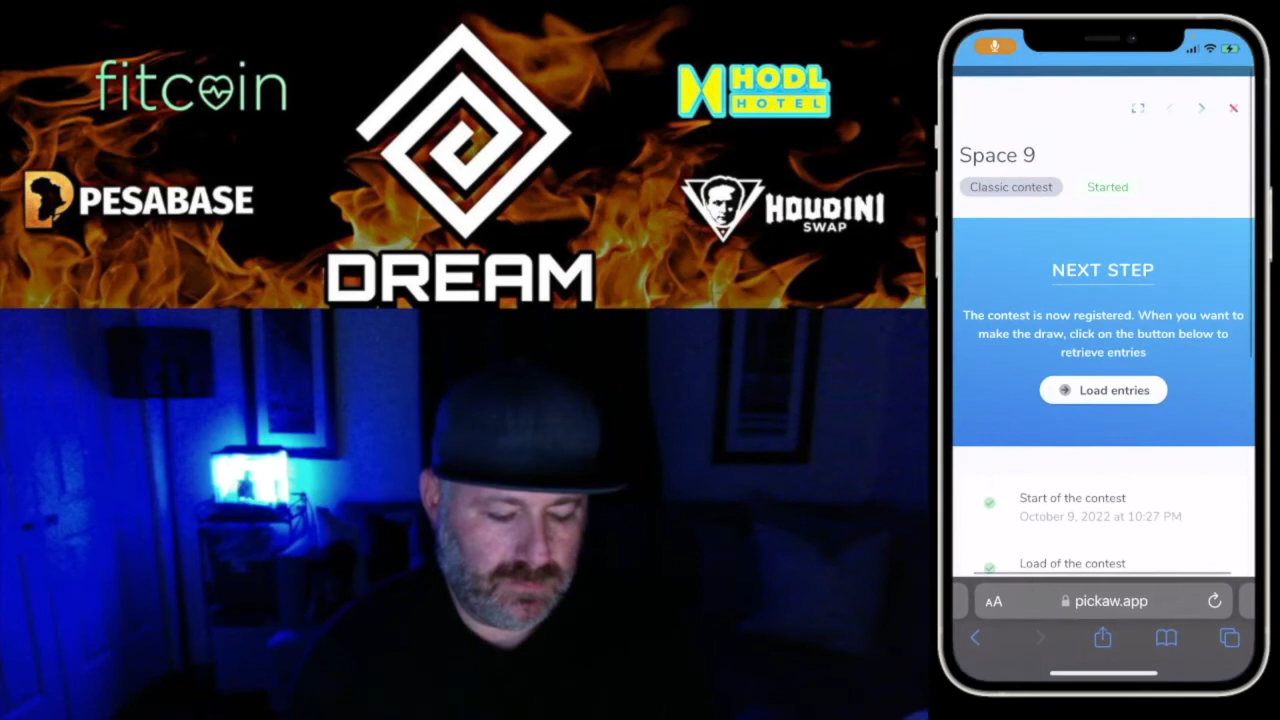 fitcoin
PESABASE
DREAM
HODL
HOTEL
HOUDINI
SWAP
Space 9
Classic contest
Started
NEXT STEP
The contest is now registered. When you want to
make the draw, click on the button below to
retrieve entries
Load entries
Start of the contest
October 9, 2022 at 10:27 PM
Load of the contest
AA
pickaw.app